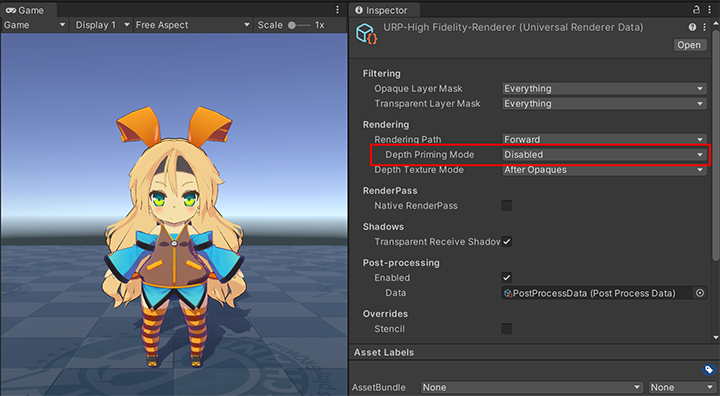 Game
Game Display 1 Free Aspect Scale 1x
Inspector
URP-High Fidelity-Renderer (Universal Renderer Data)
Open
Filtering
Opaque Layer Mask Everything
Transparent Layer Mask Everything
Rendering
Rendering Path Forward
Depth Priming Mode Disabled
Depth Texture Mode After Opaques
RenderPass
Native RenderPass
Shadows
Transparent Receive Shadow
Post-processing
Enabled
Data PostProcessData (Post Process Data)
Overrides
Stencil
Asset Labels
AssetBundle None None